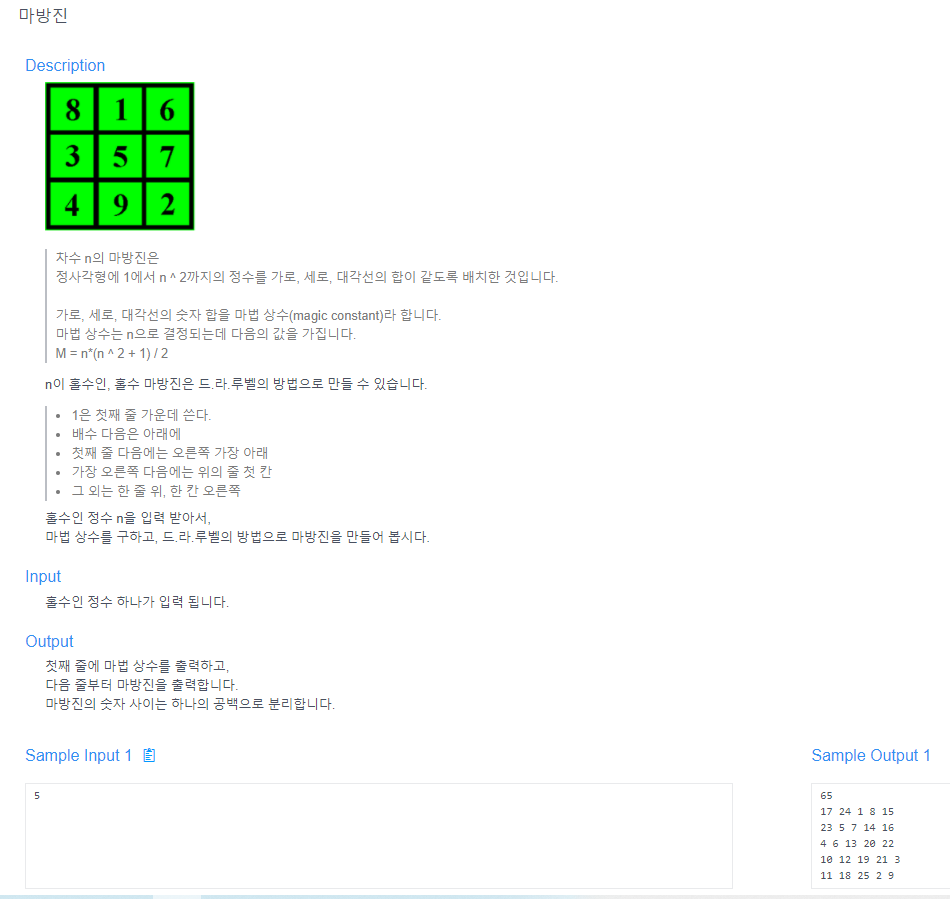 마방진
Description
8 1 6
3 5 7
4 9 2
차수 n의 마방진은
정사각형에 1에서 n ^ 2까지의 정수를 가로, 세로, 대각선의 합이 같도록 배치한 것입니다.
가로, 세로, 대각선의 숫자 합을 마법 상수(magic constant)라 합니다.
마법 상수는 n으로 결정되는데 다음의 값을 가집니다.
M = n*(n ^ 2 + 1) / 2
n이 홀수인, 홀수 마방진은 드.라.루벨의 방법으로 만들 수 있습니다.
• 1은 첫째 줄 가운데 쓴다.
• 배수 다음은 아래에
• 첫째 줄 다음에는 오른쪽 가장 아래
• 가장 오른쪽 다음에는 위의 줄 첫 칸
• 그 외는 한 줄 위, 한 칸 오른쪽
홀수인 정수 n을 입력 받아서,
마법 상수를 구하고, 드.라.루벨의 방법으로 마방진을 만들어 봅시다.
Input
홀수인 정수 하나가 입력 됩니다.
Output
첫째 줄에 마법 상수를 출력하고,
다음 줄부터 마방진을 출력합니다.
마방진의 숫자 사이는 하나의 공백으로 분리합니다.
Sample Input 1
5
Sample Output 1
65
17 24 1 8 15
23 5 7 14 16
4 6 13 20 22
10 12 19 21 3
11 18 25 2 9